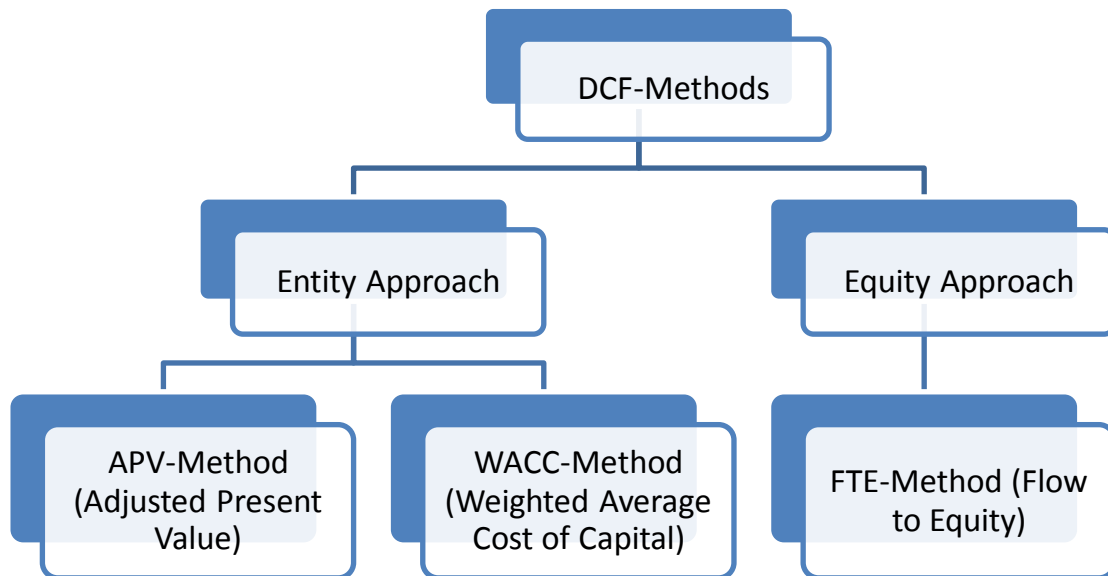 DCF-Methods
Entity Approach
Equity Approach
APV-Method
(Adjusted Present
Value)
WACC-Method
(Weighted Average
Cost of Capital)
FTE-Method (Flow
to Equity)